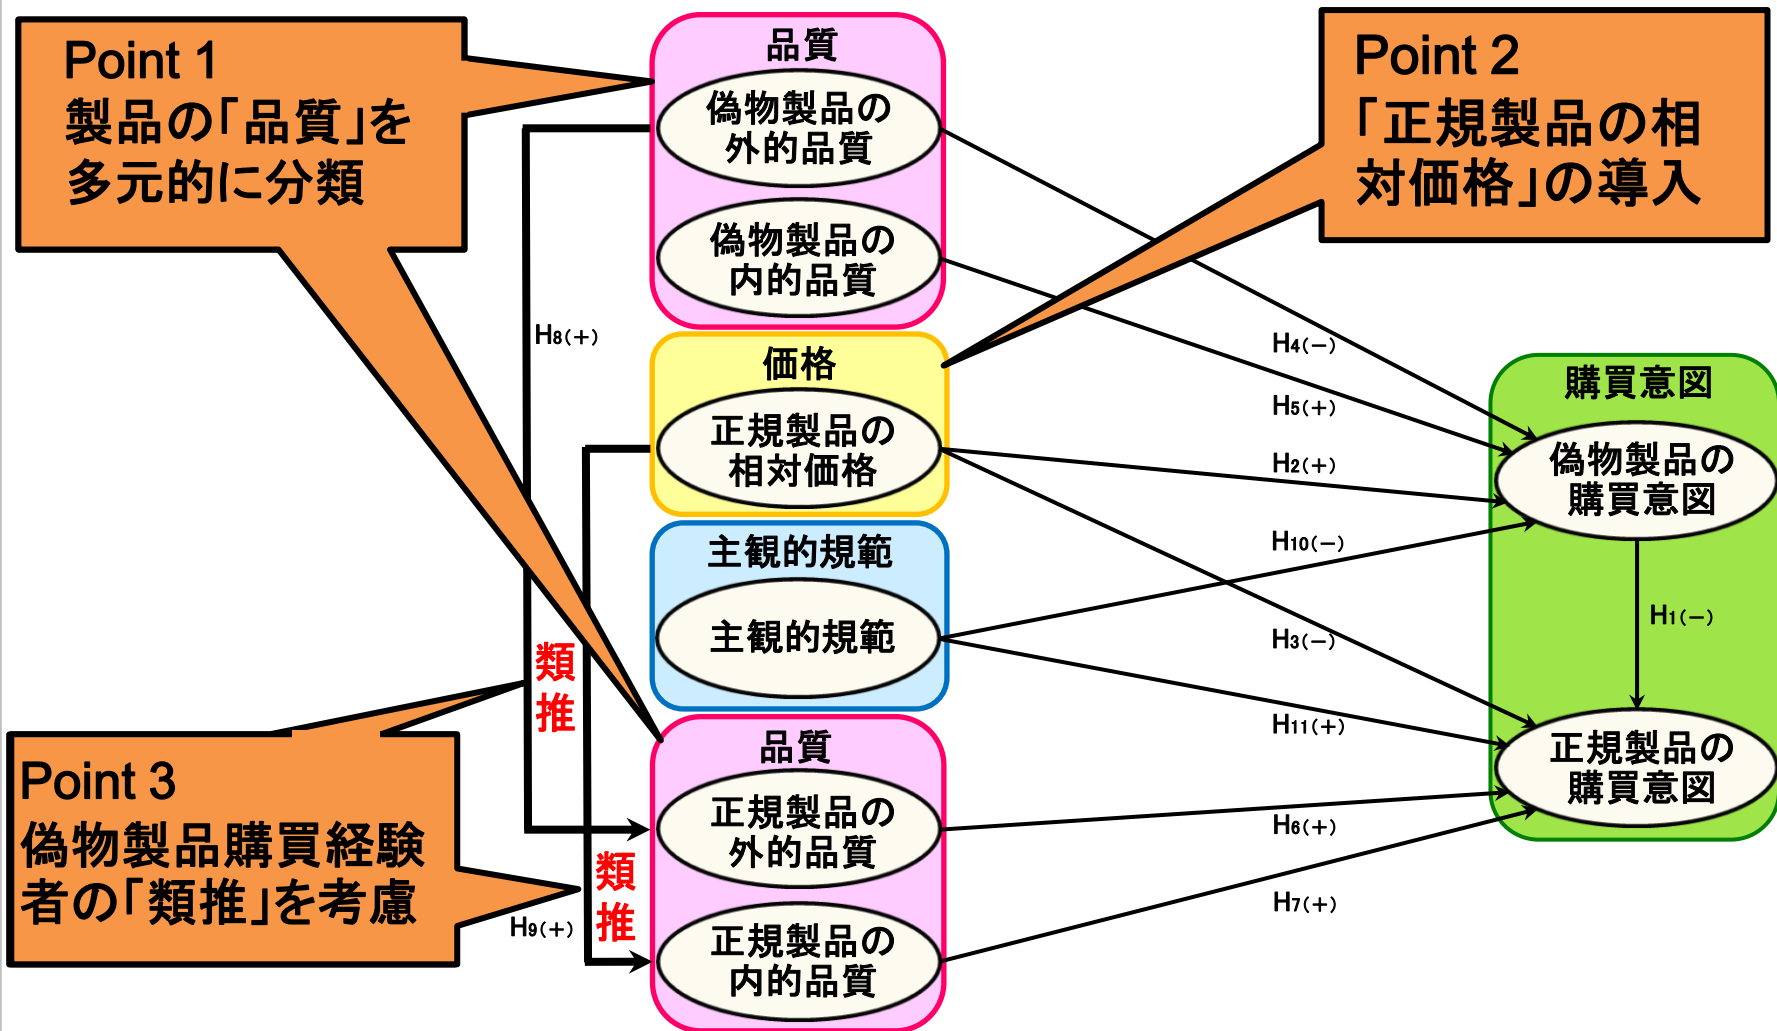 Point 1
製品の「品質」を
多元的に分類
品質
偽物製品の
外的品質
偽物製品の
内的品質
Point 2
「正規製品の相
対価格」の導入
H8(+)
価格
正規製品の
相対価格
H4(−)
H5(+)
H2(+)
H10(−)
H3(−)
H11(+)
H6(+)
H7(+)
購買意図
偽物製品の
購買意図
H1(−)
正規製品の
購買意図
主観的規範
主観的規範
類
推
Point 3
偽物製品購買経験
者の「類推」を考慮
H9(+)
類
推
品質
正規製品の
外的品質
正規製品の
内的品質